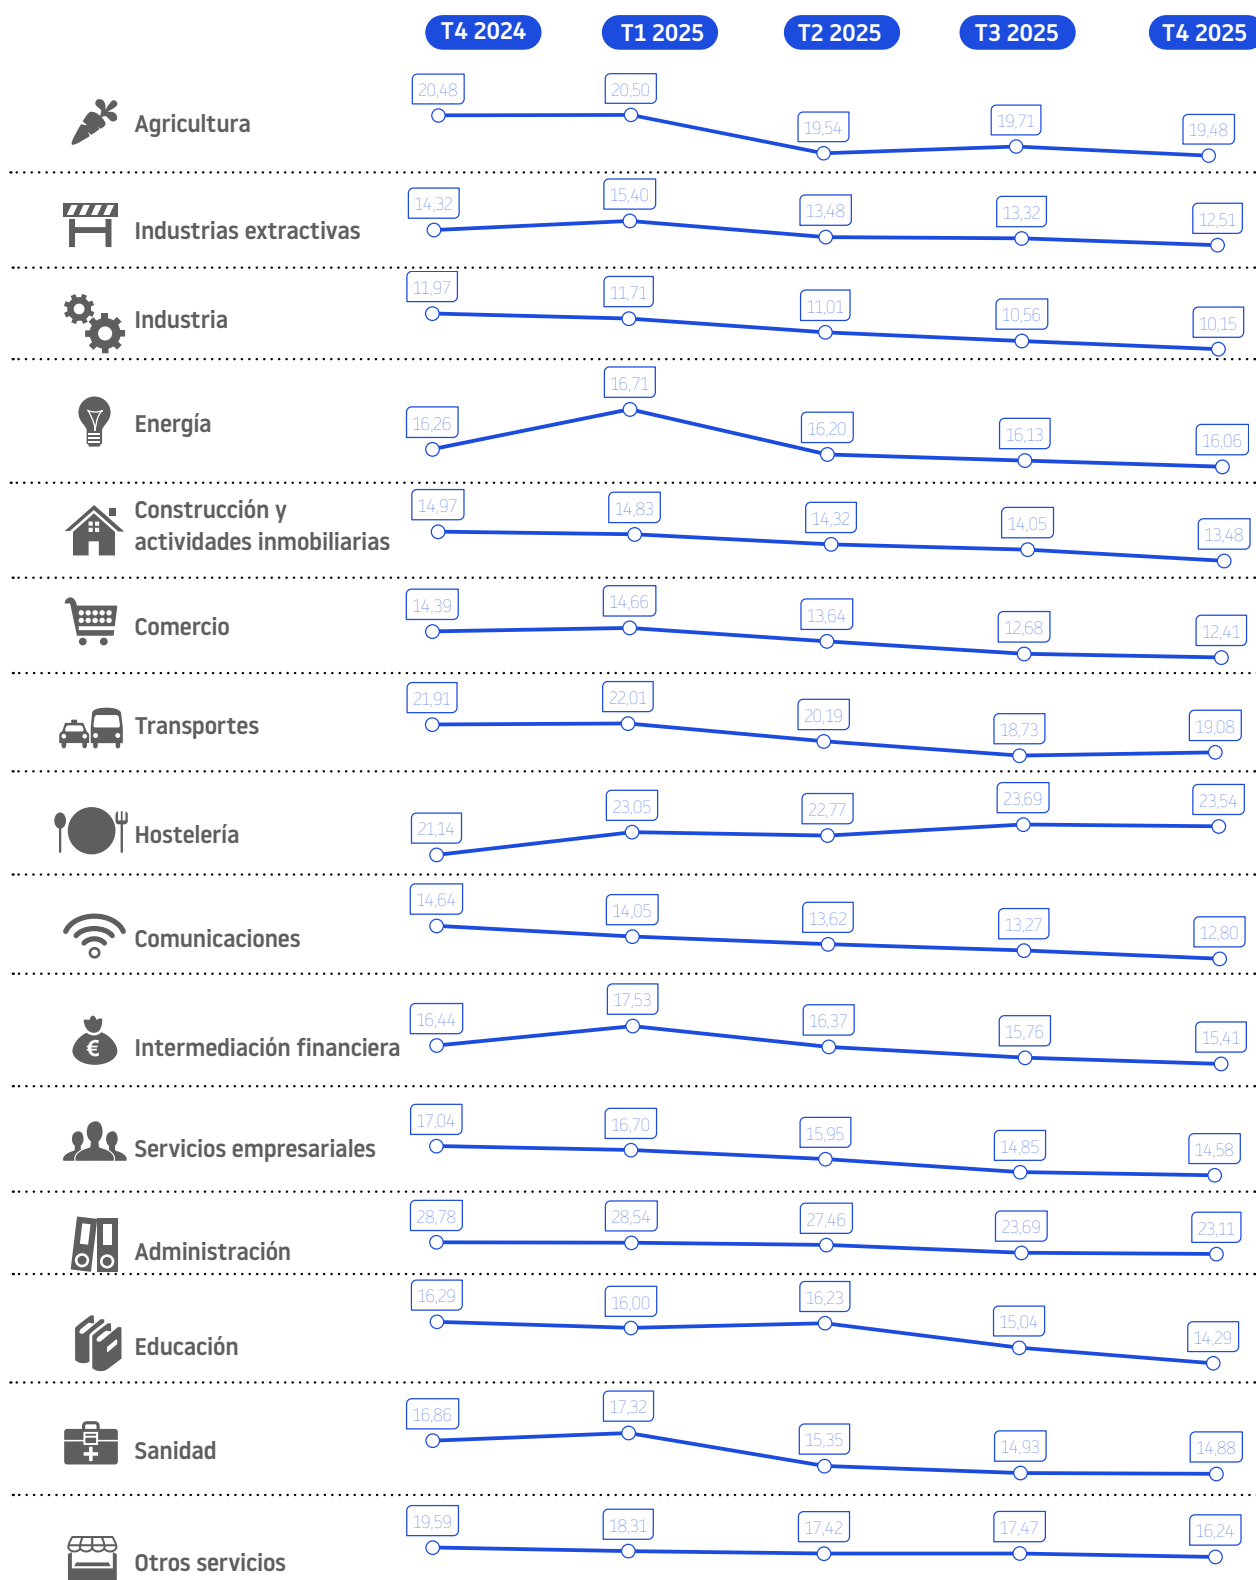 T4 2024 T1 2025 T2 2025 T3 2025 T4 2025
Agricultura 20,48 20,50 19,54 19,71 19,48
Industrias extractivas 14,32 15,40 13,48 13,32 12,51
Industria 11,97 11,71 11,01 10,56 10,15
Energía 16,26 16,71 16,20 16,13 16,06
Construcción y
actividades inmobiliarias 14,97 14,83 14,32 14,05 13,48
Comercio 14,39 14,66 13,64 12,68 12,41
Transportes 21,91 22,01 20,19 18,73 19,08
Hostelería 21,14 23,05 22,77 23,69 23,54
Comunicaciones 14,64 14,05 13,62 13,27 12,80
€
Intermediación financiera 16,44 17,53 16,37 15,76 15,41
Servicios empresariales 17,04 16,70 15,95 14,85 14,58
Administración 28,78 28,54 27,46 23,69 23,11
Educación 16,29 16,00 16,23 15,04 14,29
Sanidad 16,86 17,32 15,35 14,93 14,88
Otros servicios 19,59 18,31 17,42 17,47 16,24